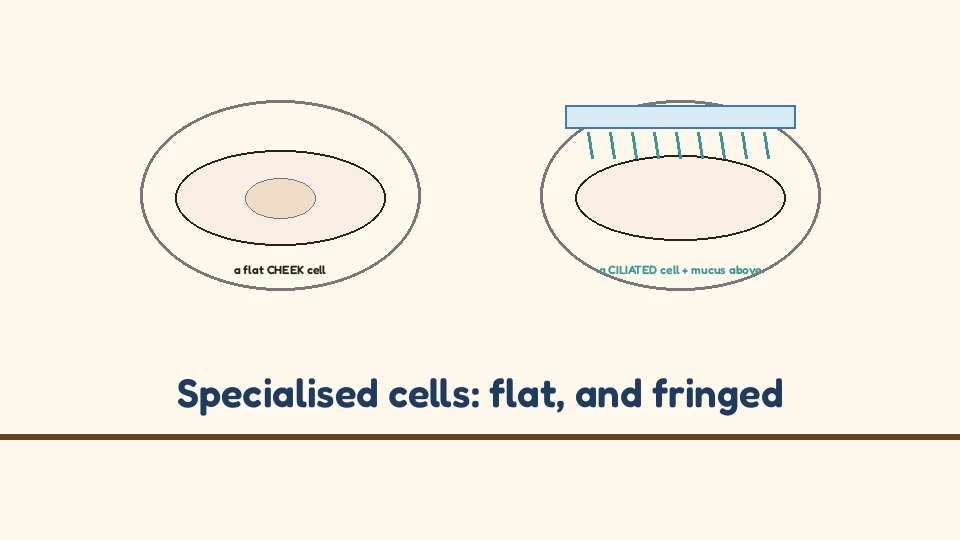 a flat CHEEK cell
a CILIATED cell + mucus above
Specialised cells: flat, and fringed